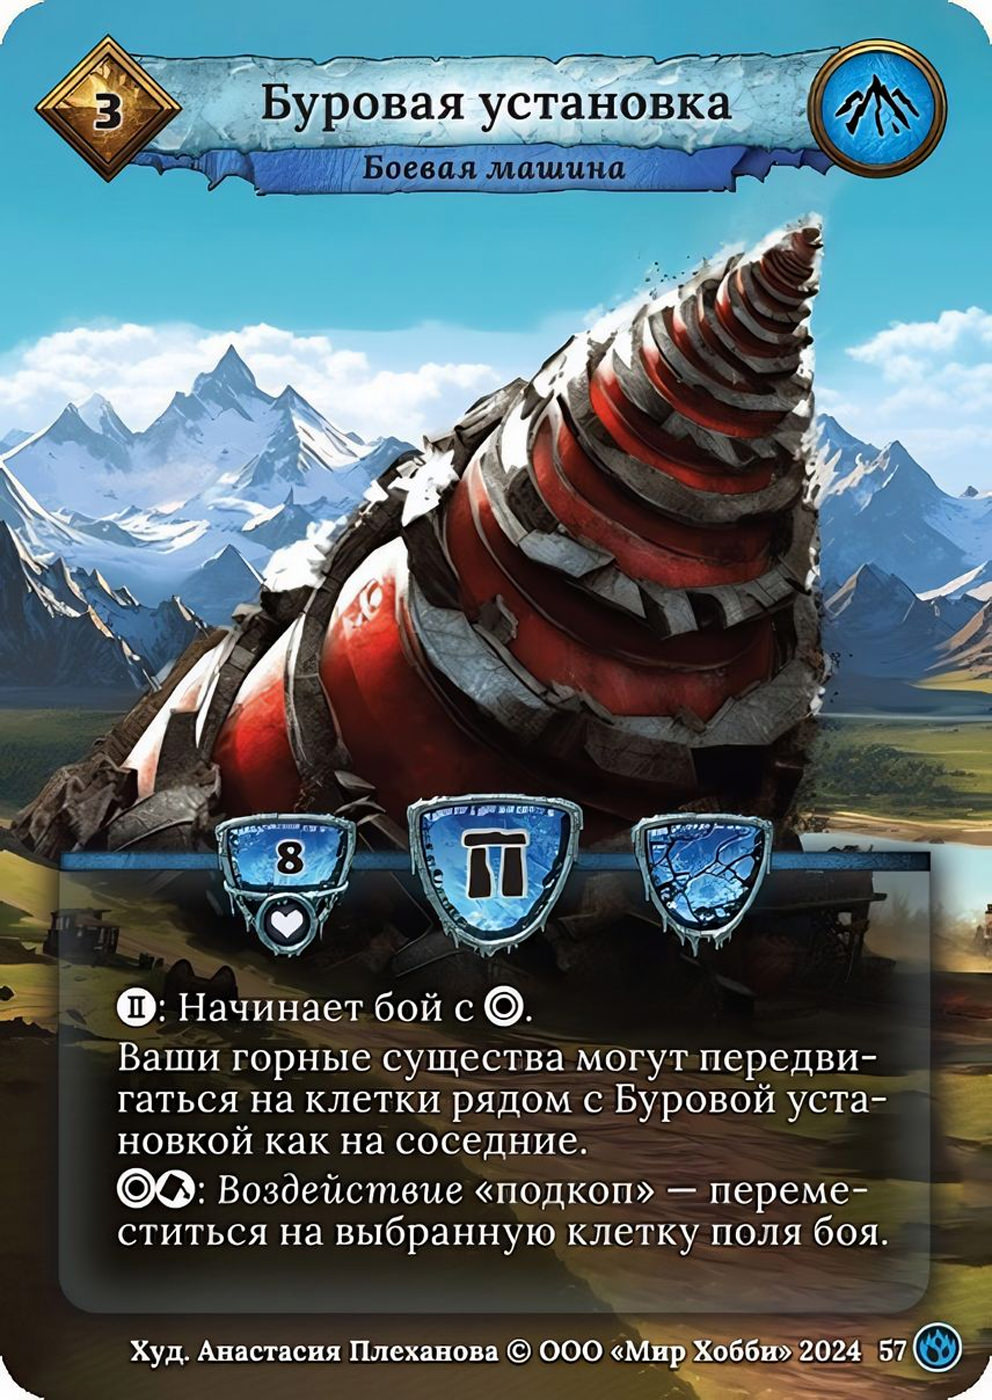 3
Буровая установка
Боевая машина
8
II: Начинает бой с .
Ваши горные существа могут передви-
гаться на клетки рядом с Буровой уста-
новкой как на соседние.
: Воздействие «подкоп» — переме-
ститься на выбранную клетку поля боя.
Худ. Анастасия Плеханова © ООО «Мир Хобби» 2024 57